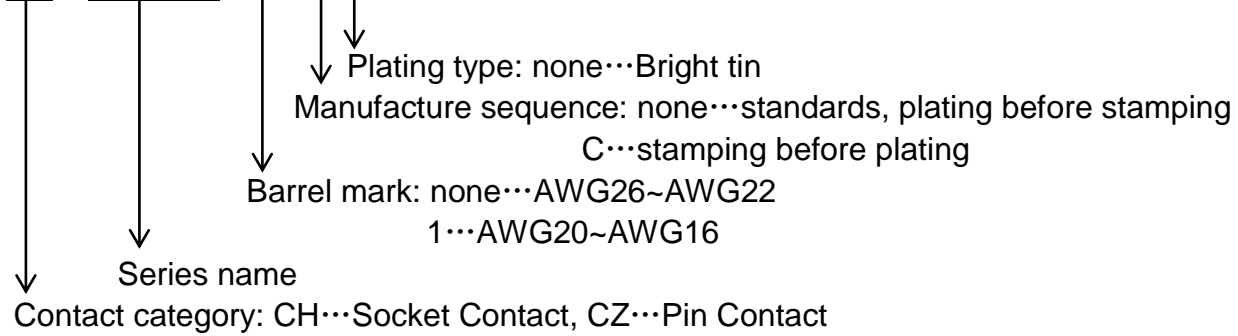 Plating type: none⋯Bright tin
Manufacture sequence: none⋯standards, plating before stamping
C⋯stamping before plating
Barrel mark: none⋯AWG26~AWG22
1⋯AWG20~AWG16
Series name
Contact category: CH⋯Socket Contact, CZ⋯Pin Contact